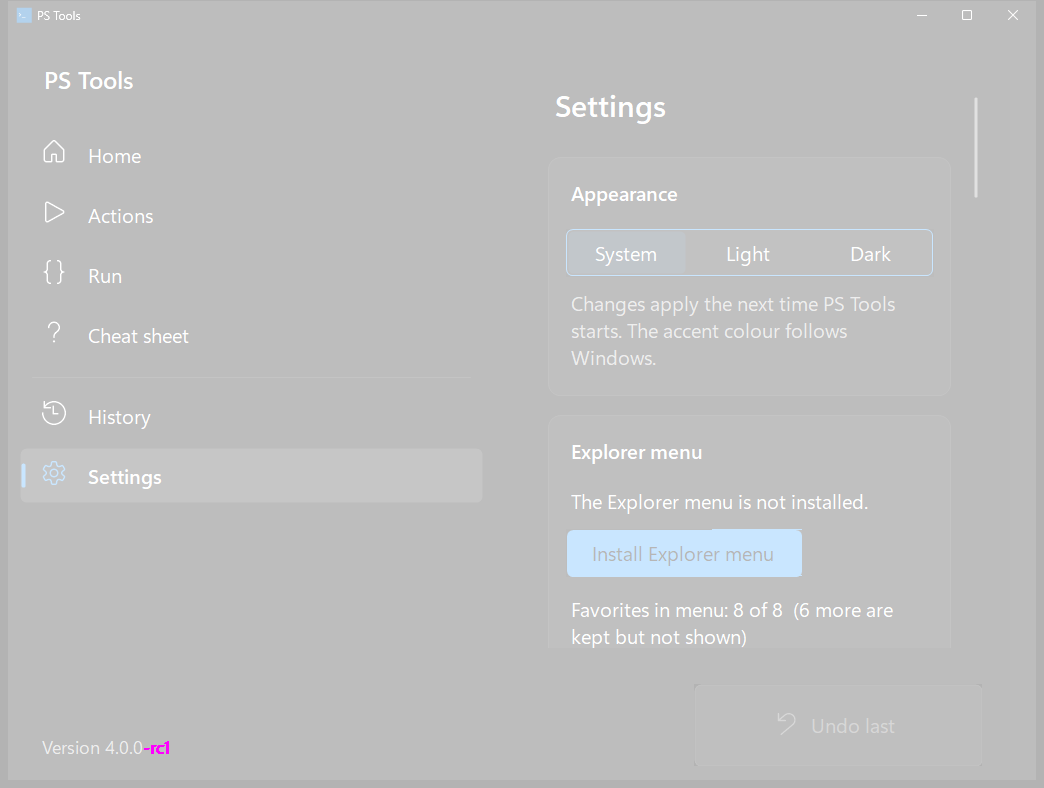 PS Tools
PS Tools
Home
Actions
Run
Cheat sheet
History
Settings
Version 4.0.0-rc1
Settings
Appearance
System Light Dark
Changes apply the next time PS Tools
starts. The accent colour follows
Windows.
Explorer menu
The Explorer menu is not installed.
Install Explorer menu
Favorites in menu: 8 of 8 (6 more are
kept but not shown)
Undo last